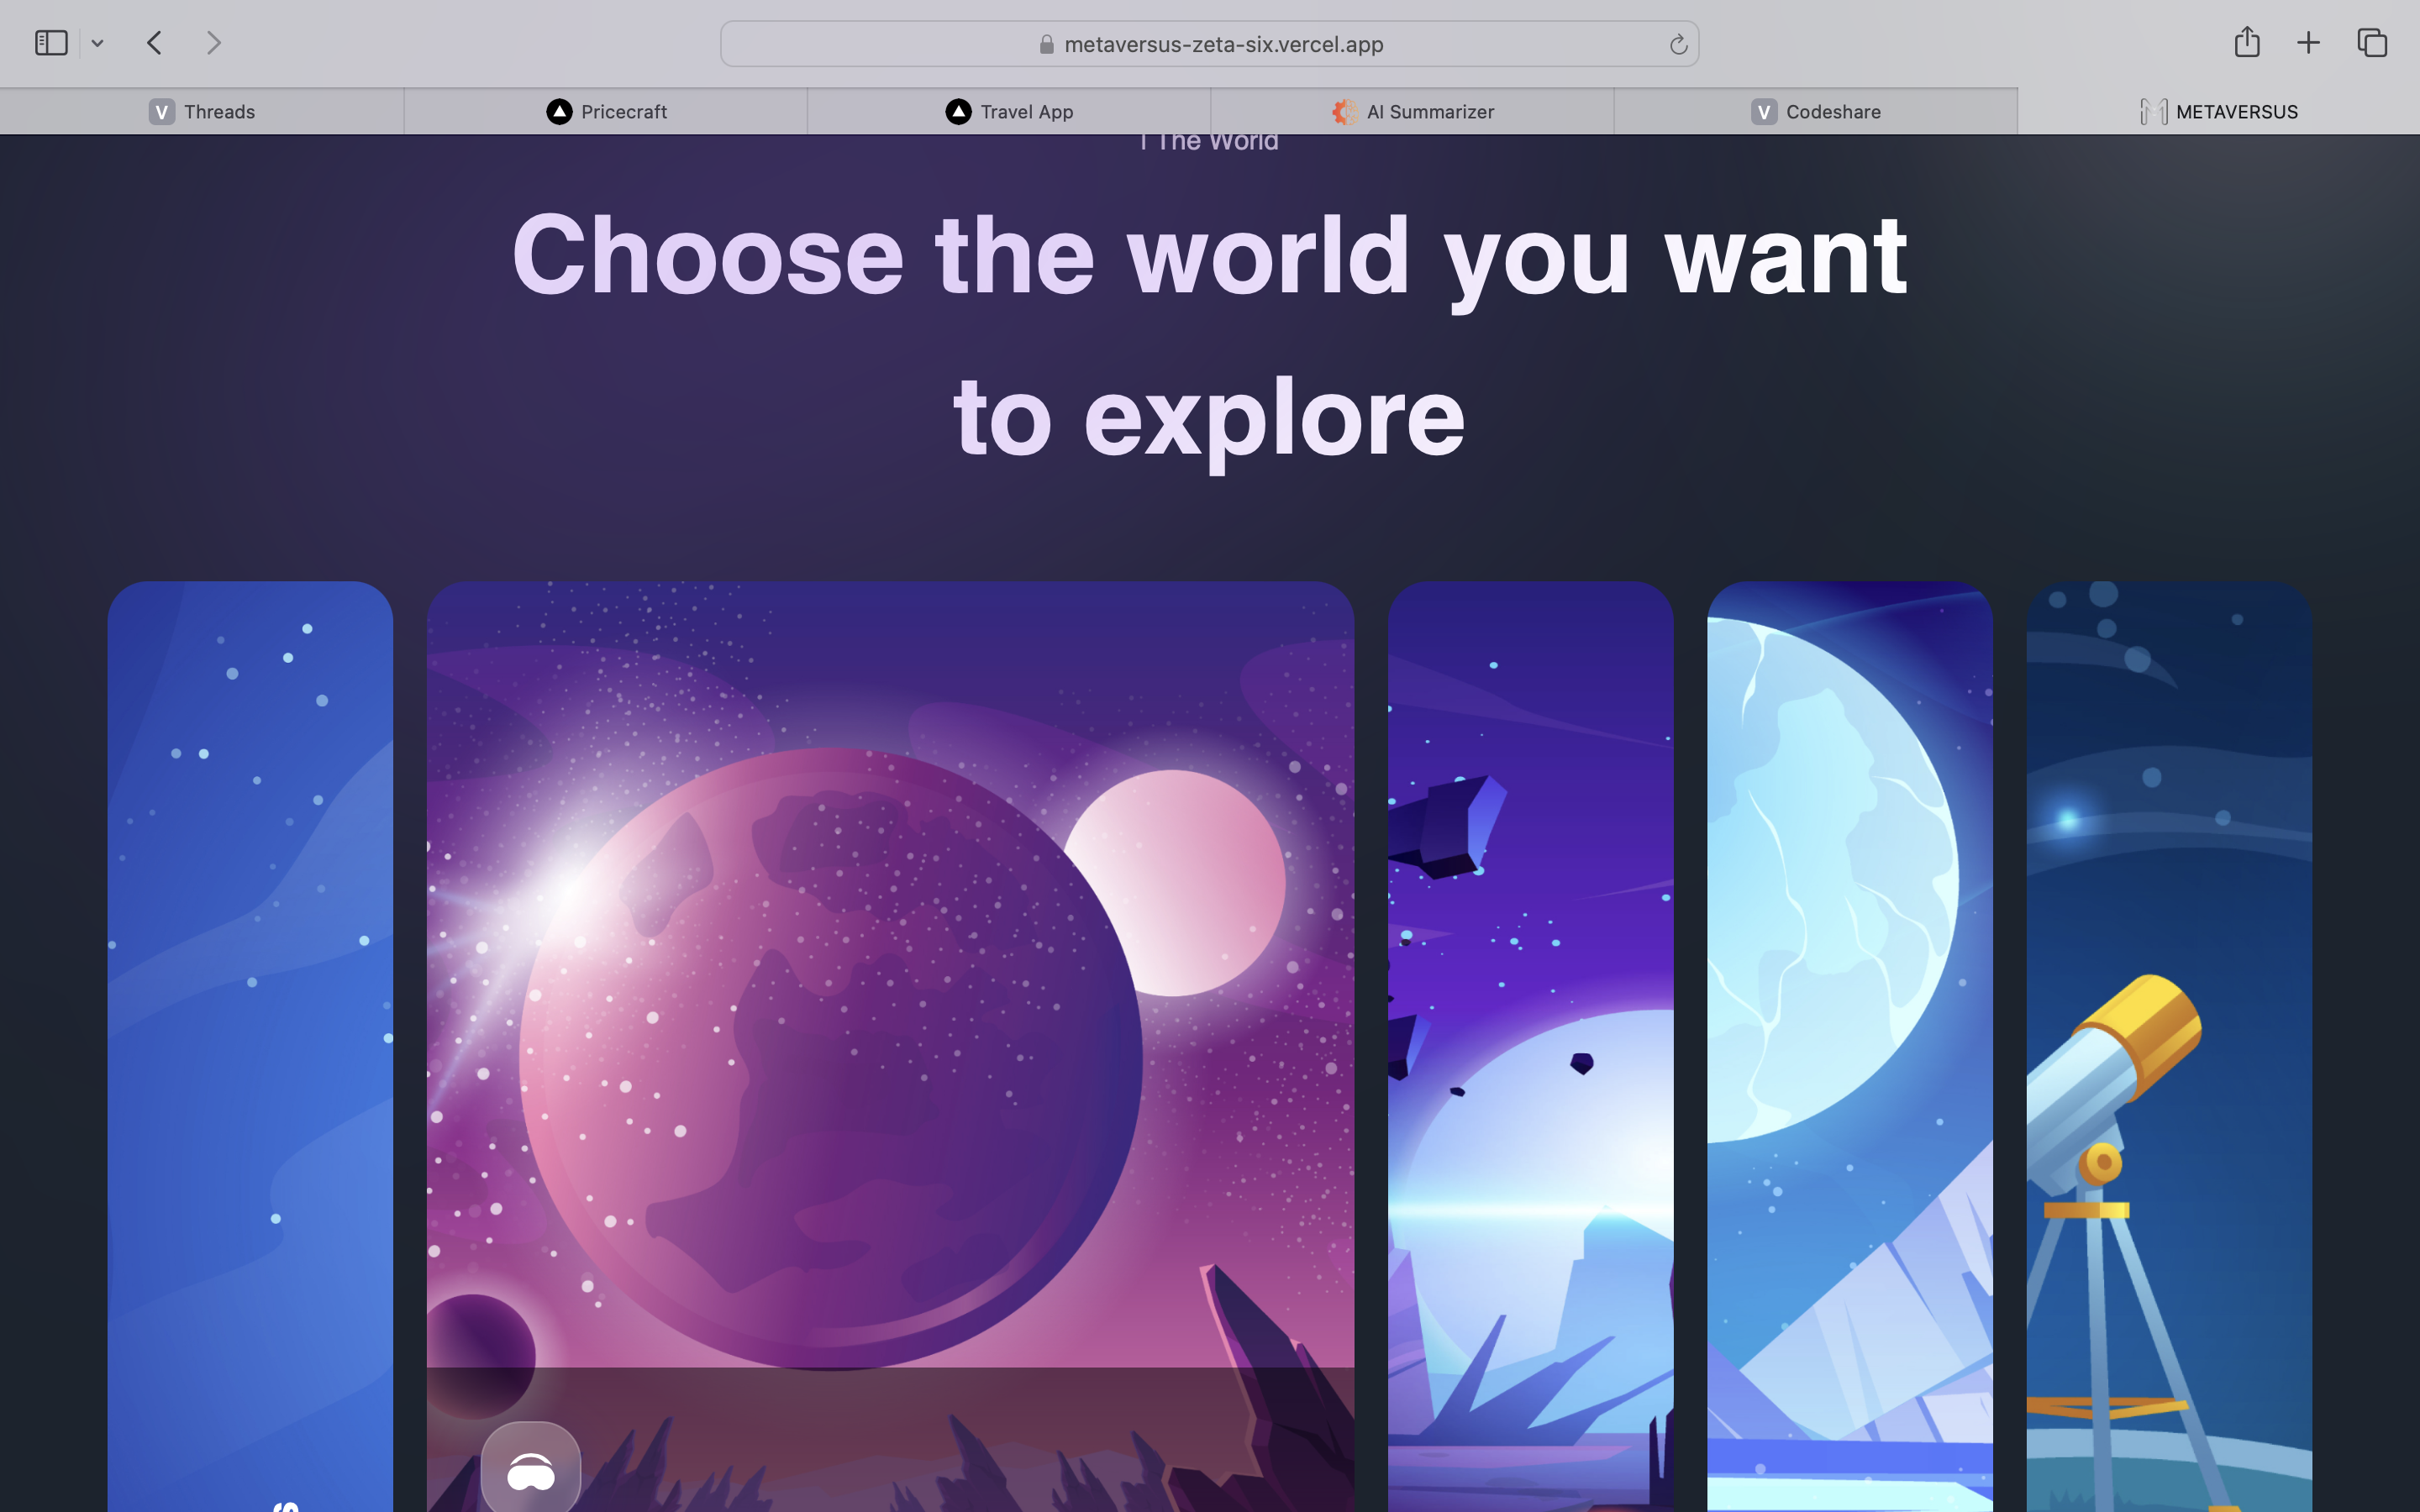 metaversus-zeta-six.vercel.app
V Threads
Pricecraft
Travel App
AI Summarizer
V Codeshare
METAVERSUS
| The World
Choose the world you want
to explore